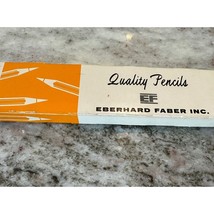 Quality Pencils
EF
EBERHARD FABER INC.